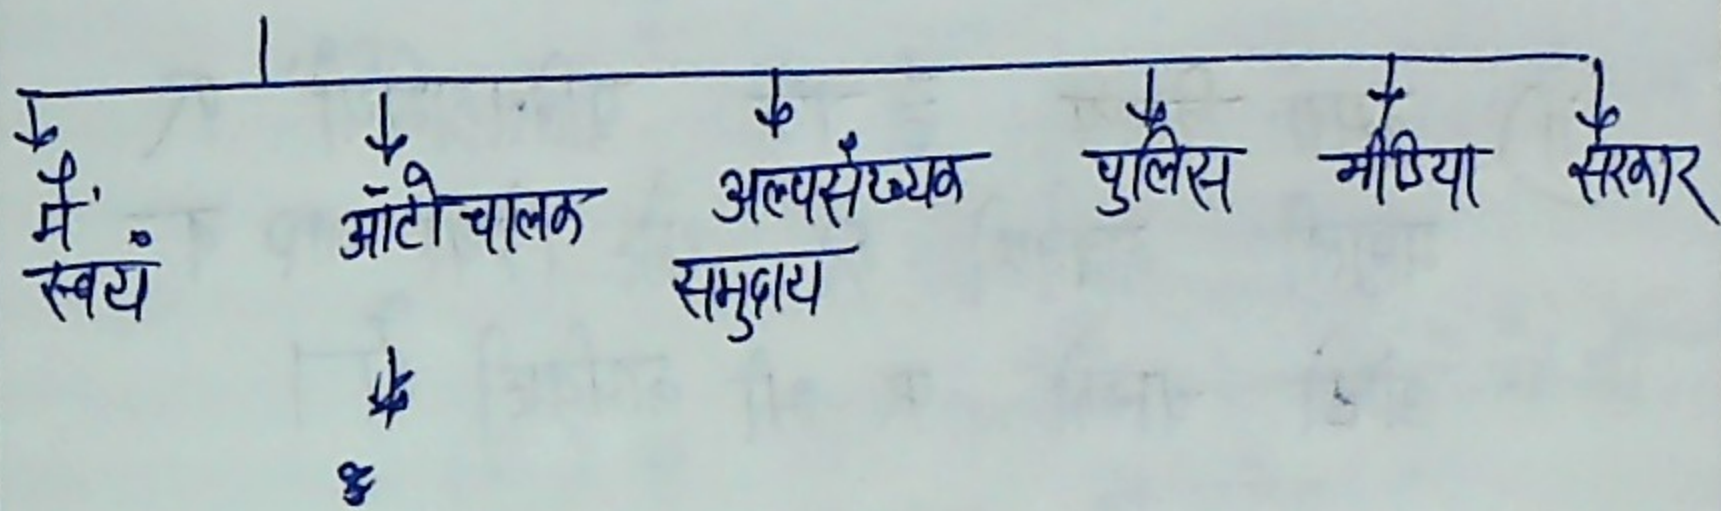 मैं स्वयं
ऑटो चालक
अल्पसंख्यक समुदाय
पुलिस
मीडिया
सरकार